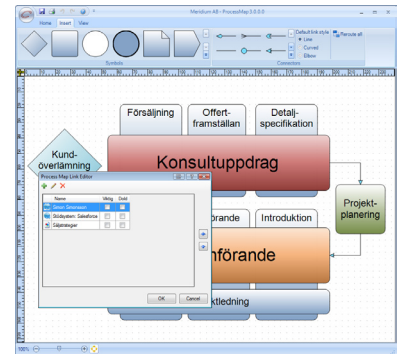 Meridium AB - ProcessMap 3.0.0.0
Home Insert View
Default link style
Line
Curved
Elbow
Reroute all
Symbols
Connectors
Försäljning
Offert-
framställan
Detalj-
specifikation
Kund-
överlämning
Konsultuppdrag
Process Map Link Editor
Name Viktig Dold
Simon Simonsson
Stödsystem: Salesforce
Säljstrategier
OK Cancel
örande
Introduktion
Projekt-
planering
nförande
ktledning
100%